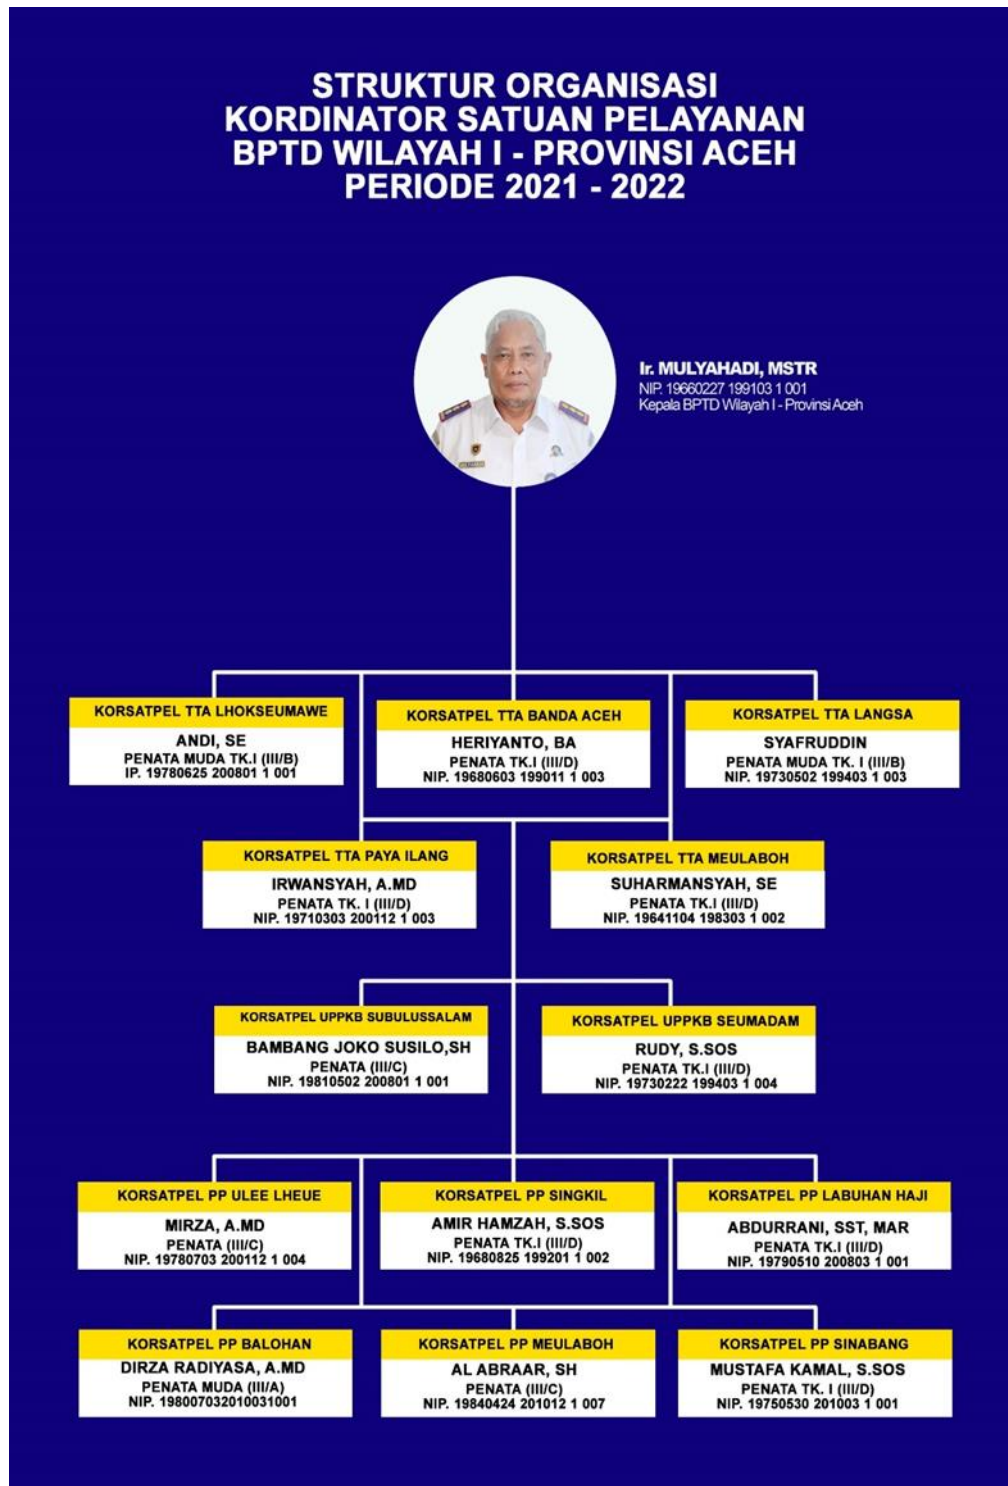 STRUKTUR ORGANISASI
KORDINATOR SATUAN PELAYANAN
BPTD WILAYAH I - PROVINSI ACEH
PERIODE 2021 - 2022
Ir. MULYAHADI, MSTR
NIP. 19660227 199103 1 001
Kepala BPTD Wilayah I - Provinsi Aceh
KORSATPEL TTA LHOKSEUMAWE
ANDI, SE
PENATA MUDA TK.I (III/B)
IP. 19780625 200801 1 001
KORSATPEL TTA BANDA ACEH
HERIYANTO, BA
PENATA TK.I (III/D)
NIP. 19680603 199011 1 003
KORSATPEL TTA LANGSA
SYAFRUDDIN
PENATA MUDA TK. I (III/B)
NIP. 19730502 199403 1 003
KORSATPEL TTA PAYA ILANG
IRWANSYAH, A.MD
PENATA TK. I (III/D)
NIP. 19710303 200112 1 003
KORSATPEL TTA MEULABOH
SUHARMANSYAH, SE
PENATA TK.I (III/D)
NIP. 19641104 198303 1 002
KORSATPEL UPPKB SUBULUSSALAM
BAMBANG JOKO SUSILO,SH
PENATA (III/C)
NIP. 19810502 200801 1 001
KORSATPEL UPPKB SEUMADAM
RUDY, S.SOS
PENATA TK.I (III/D)
NIP. 19730222 199403 1 004
KORSATPEL PP ULEE LHEUE
MIRZA, A.MD
PENATA (III/C)
NIP. 19780703 200112 1 004
KORSATPEL PP SINGKIL
AMIR HAMZAH, S.SOS
PENATA TK.I (III/D)
NIP. 19680825 199201 1 002
KORSATPEL PP LABUHAN HAJI
ABDURRANI, SST, MAR
PENATA TK.I (III/D)
NIP. 19790510 200803 1 001
KORSATPEL PP BALOHAN
DIRZA RADIYASA, A.MD
PENATA MUDA (III/A)
NIP. 198007032010031001
KORSATPEL PP MEULABOH
AL ABRAAR, SH
PENATA (III/C)
NIP. 19840424 201012 1 007
KORSATPEL PP SINABANG
MUSTAFA KAMAL, S.SOS
PENATA TK. I (III/D)
NIP. 19750530 201003 1 001